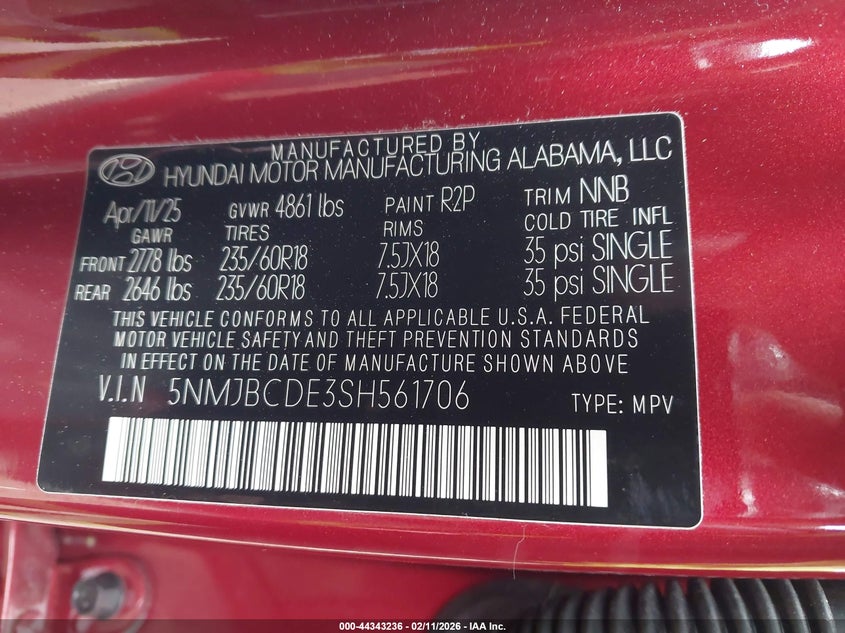 MANUFACTURED BY
HYUNDAI MOTOR MANUFACTURING ALABAMA, LLC
Apr/11/25 GVWR 4861 lbs PAINT R2P TRIM NNB
GAWR TIRES RIMS COLD TIRE INFL
FRONT 2778 lbs 235/60R18 7.5JX18 35 psi SINGLE
REAR 2646 lbs 235/60R18 7.5JX18 35 psi SINGLE
THIS VEHICLE CONFORMS TO ALL APPLICABLE U.S.A. FEDERAL
MOTOR VEHICLE SAFETY AND THEFT PREVENTION STANDARDS
IN EFFECT ON THE DATE OF MANUFACTURE SHOWN ABOVE
V.I.N 5NMJBCDE3SH561706 TYPE: MPV
000-44343236 - 02/11/2026 - IAA Inc.